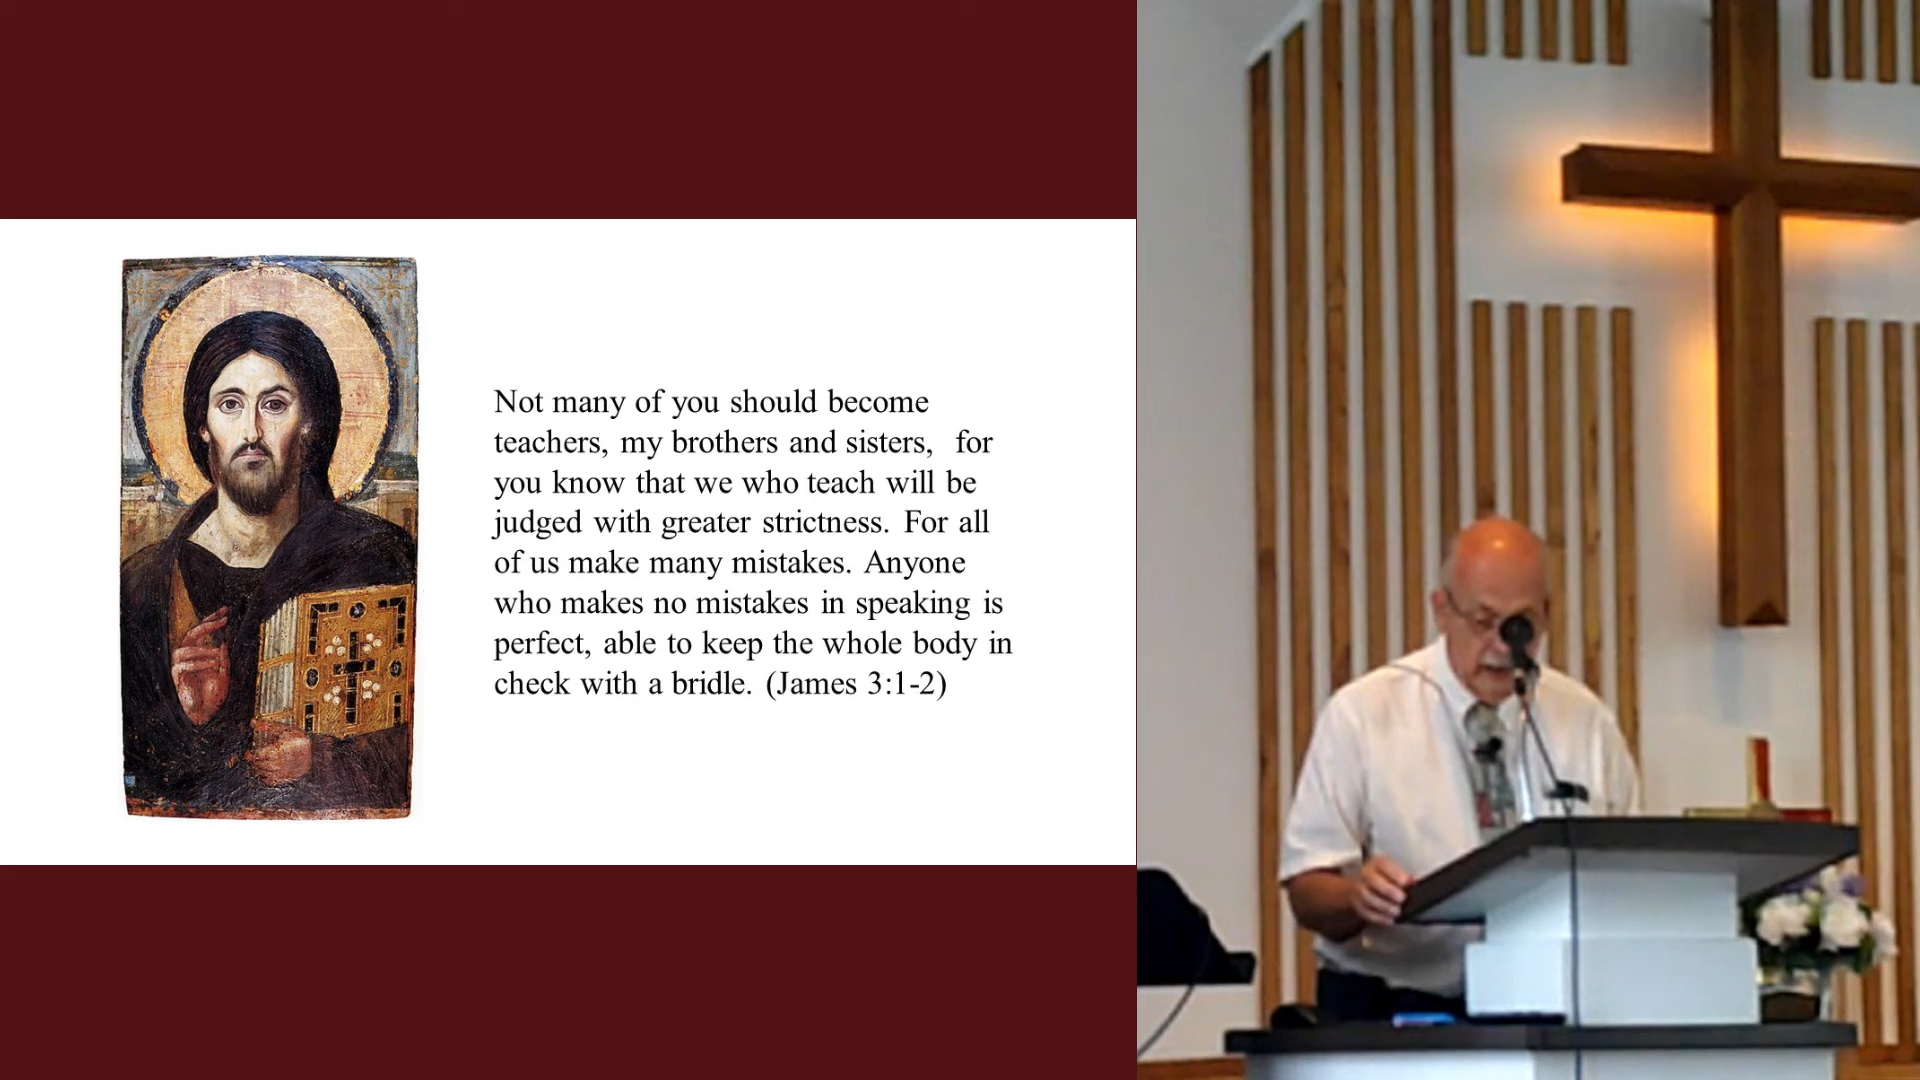 Not many of you should become
teachers, my brothers and sisters, for
you know that we who teach will be
judged with greater strictness. For all
of us make many mistakes. Anyone
who makes no mistakes in speaking is
perfect, able to keep the whole body in
check with a bridle. (James 3:1-2)